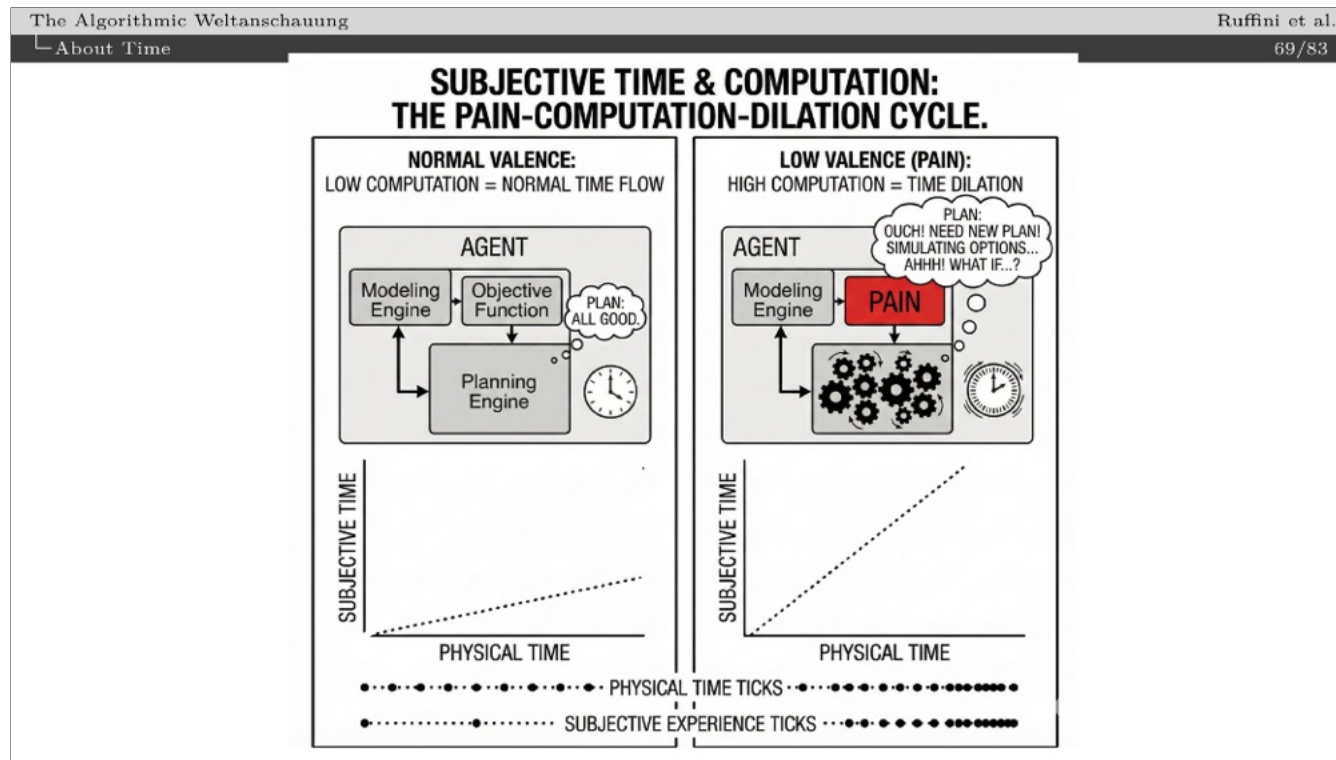 The Algorithmic Weltanschauung
Ruffini et al.
About Time
69/83
SUBJECTIVE TIME & COMPUTATION:
THE PAIN-COMPUTATION-DILATION CYCLE.
NORMAL VALENCE:
LOW COMPUTATION = NORMAL TIME FLOW
AGENT
Modeling
Engine
Objective
Function
PLAN:
ALL GOOD.
Planning
Engine
SUBJECTIVE TIME
PHYSICAL TIME
LOW VALENCE (PAIN):
HIGH COMPUTATION = TIME DILATION
PLAN:
OUCH! NEED NEW PLAN!
SIMULATING OPTIONS...
AHHH! WHAT IF...?
AGENT
Modeling
Engine
PAIN
SUBJECTIVE TIME
PHYSICAL TIME
PHYSICAL TIME TICKS
SUBJECTIVE EXPERIENCE TICKS